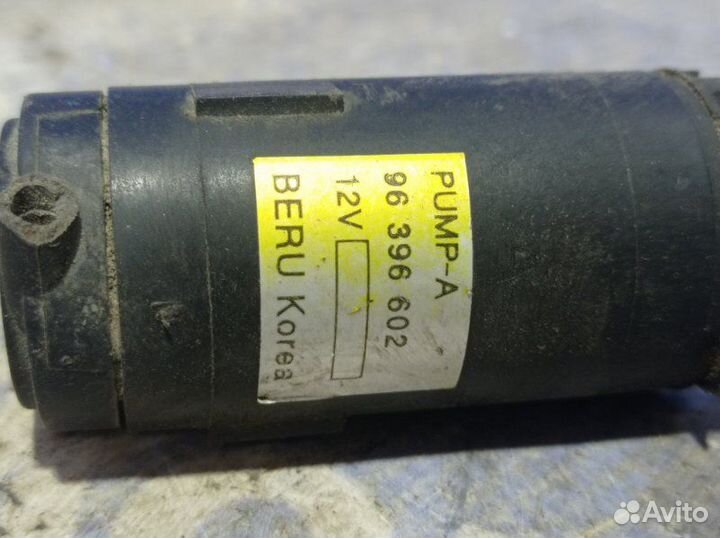 PUMP-A
96 396 602
12V
BERU Korea
Avito